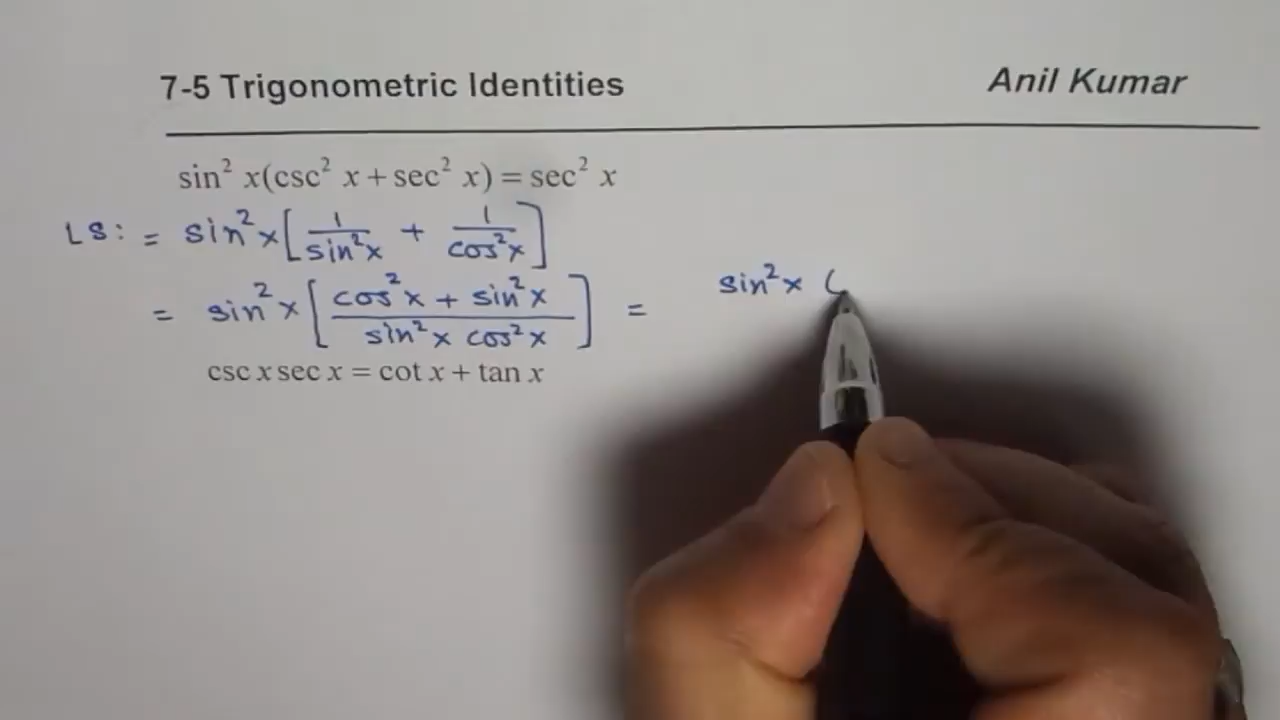 7-5 Trigonometric Identities Anil Kumar
sin² x(csc² x + sec² x) = sec² x
LS: = sin²x[1/sin²x + 1/cos²x]
= sin²x[(cos²x + sin²x)/(sin²x cos²x)] = sin²x (
csc x sec x = cot x + tan x